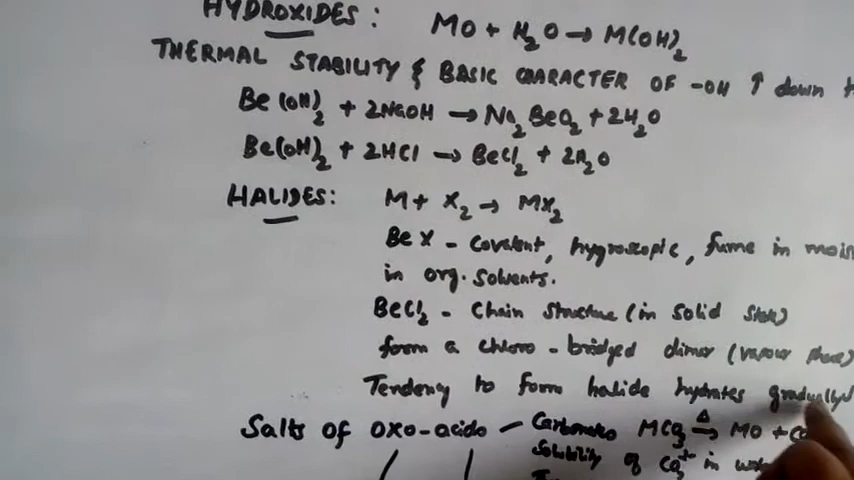 HYDROXIDES : MO + H₂O → M(OH)₂
THERMAL STABILITY & BASIC CHARACTER OF -OH ↑ down
Be(OH)₂ + 2NaOH → Na₂BeO₂ + 2H₂O
Be(OH)₂ + 2HCl → BeCl₂ + 2H₂O
HALIDES : M + X₂ → MX₂
BeX - Covalent, hygroscopic, fume in mois
in org. solvents.
BeCl₂ - Chain structure (in solid state)
form a chloro-bridged dimer (vapour phase)
Tendency to form halide hydrates gradually
Salts of oxo-acids - Carbonates MCO₃ →Δ MO +
Solubility of CO₃ in